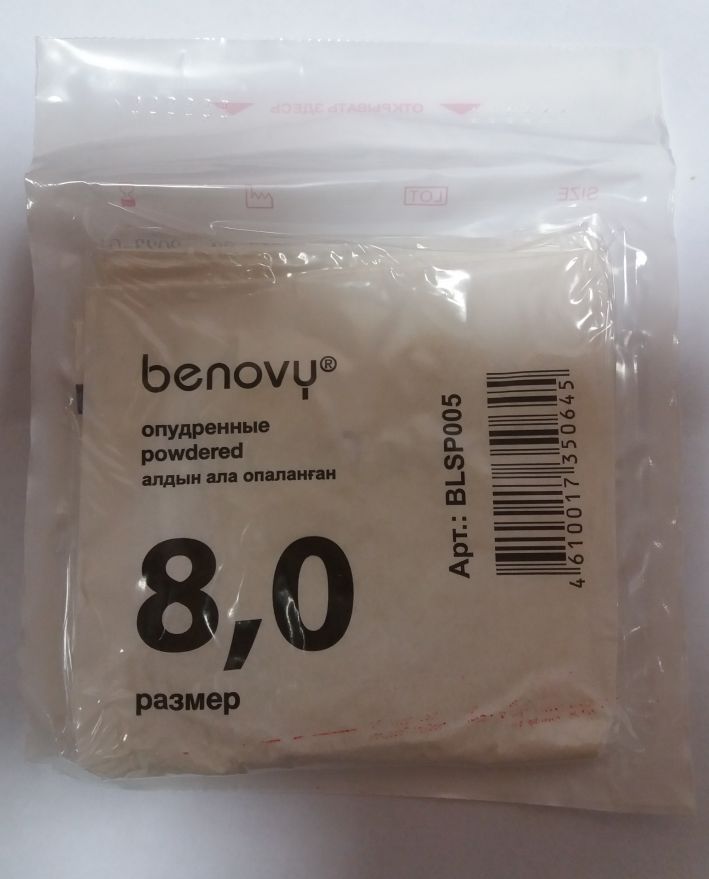 ОТКРЫВАТЬ ЗДЕСЬ
SIZE
LOT
benovy®
опудренные
powdered
алдын ала опаланған
8,0
размер
Арт.: BLSP005
4610017350645